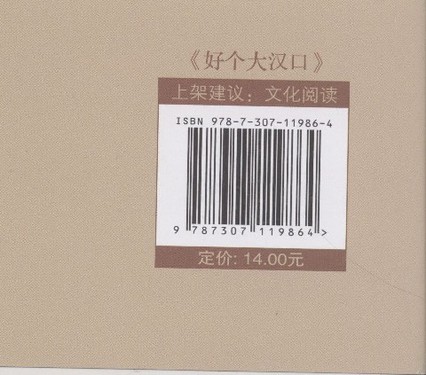 《好个大汉口》
上架建议：文化阅读
ISBN 978-7-307-11986-4
9 787307 119864 >
定价: 14.00元